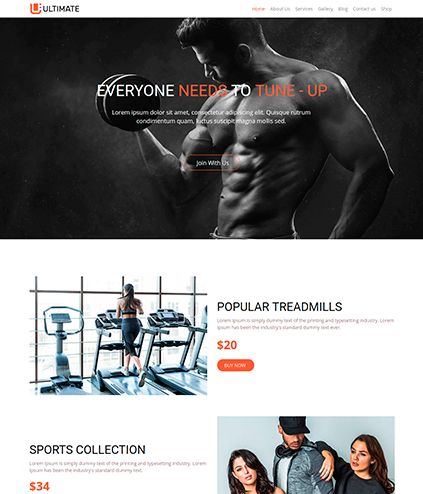 ULTIMATE
Home About Us Services Gallery Blog Contact us Shop
EVERYONE NEEDS TO TUNE - UP
Lorem ipsum dolor sit amet, consectetur adipiscing elit. Quisque rutrum
condimentum quam, luctus suscipit magna mollis sed.
Join With Us
POPULAR TREADMILLS
Lorem Ipsum is simply dummy text of the printing and typesetting industry. Lorem
Ipsum has been the industry's standard dummy text ever.
$20
BUY NOW
SPORTS COLLECTION
Lorem Ipsum is simply dummy text of the printing and typesetting industry. Lorem
Ipsum has been the industry's standard dummy text.
$34